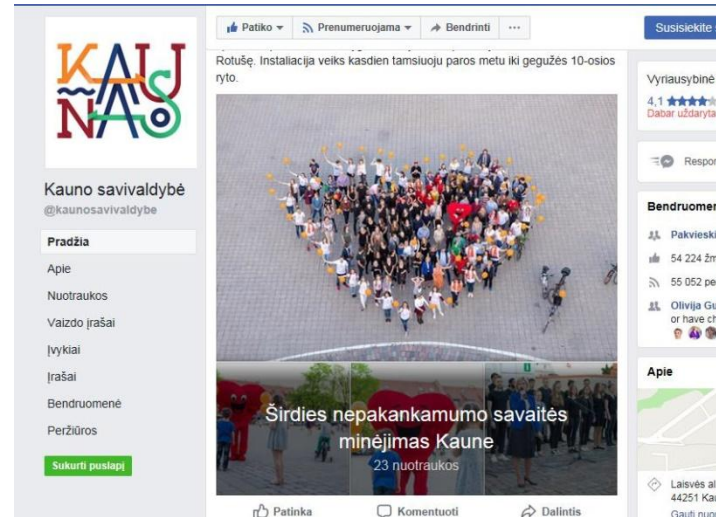 KAUNAS
Kauno savivaldybė
@kaunosavivaldybe
Pradžia
Apie
Nuotraukos
Vaizdo įrašai
Įvykiai
Įrašai
Bendruomenė
Peržiūros
Sukurti puslapį
Patiko
Prenumeruojama
Bendrinti
Rotušę. Instaliacija veiks kasdien tamsiuoju paros metu iki gegužės 10-osios
ryto.
Širdies nepakankamumo savaitės
minėjimas Kaune
23 nuotraukos
Patinka
Komentuoti
Dalintis
Susisiekite
Vyriausybinė
4,1
Dabar uždaryta
Respon
Bendruomen
Pakvieski
54 224 žm
55 052 pe
Olivija Gu
or have ch
Apie
Laisvės al
44251 Kau
Gauti nuor